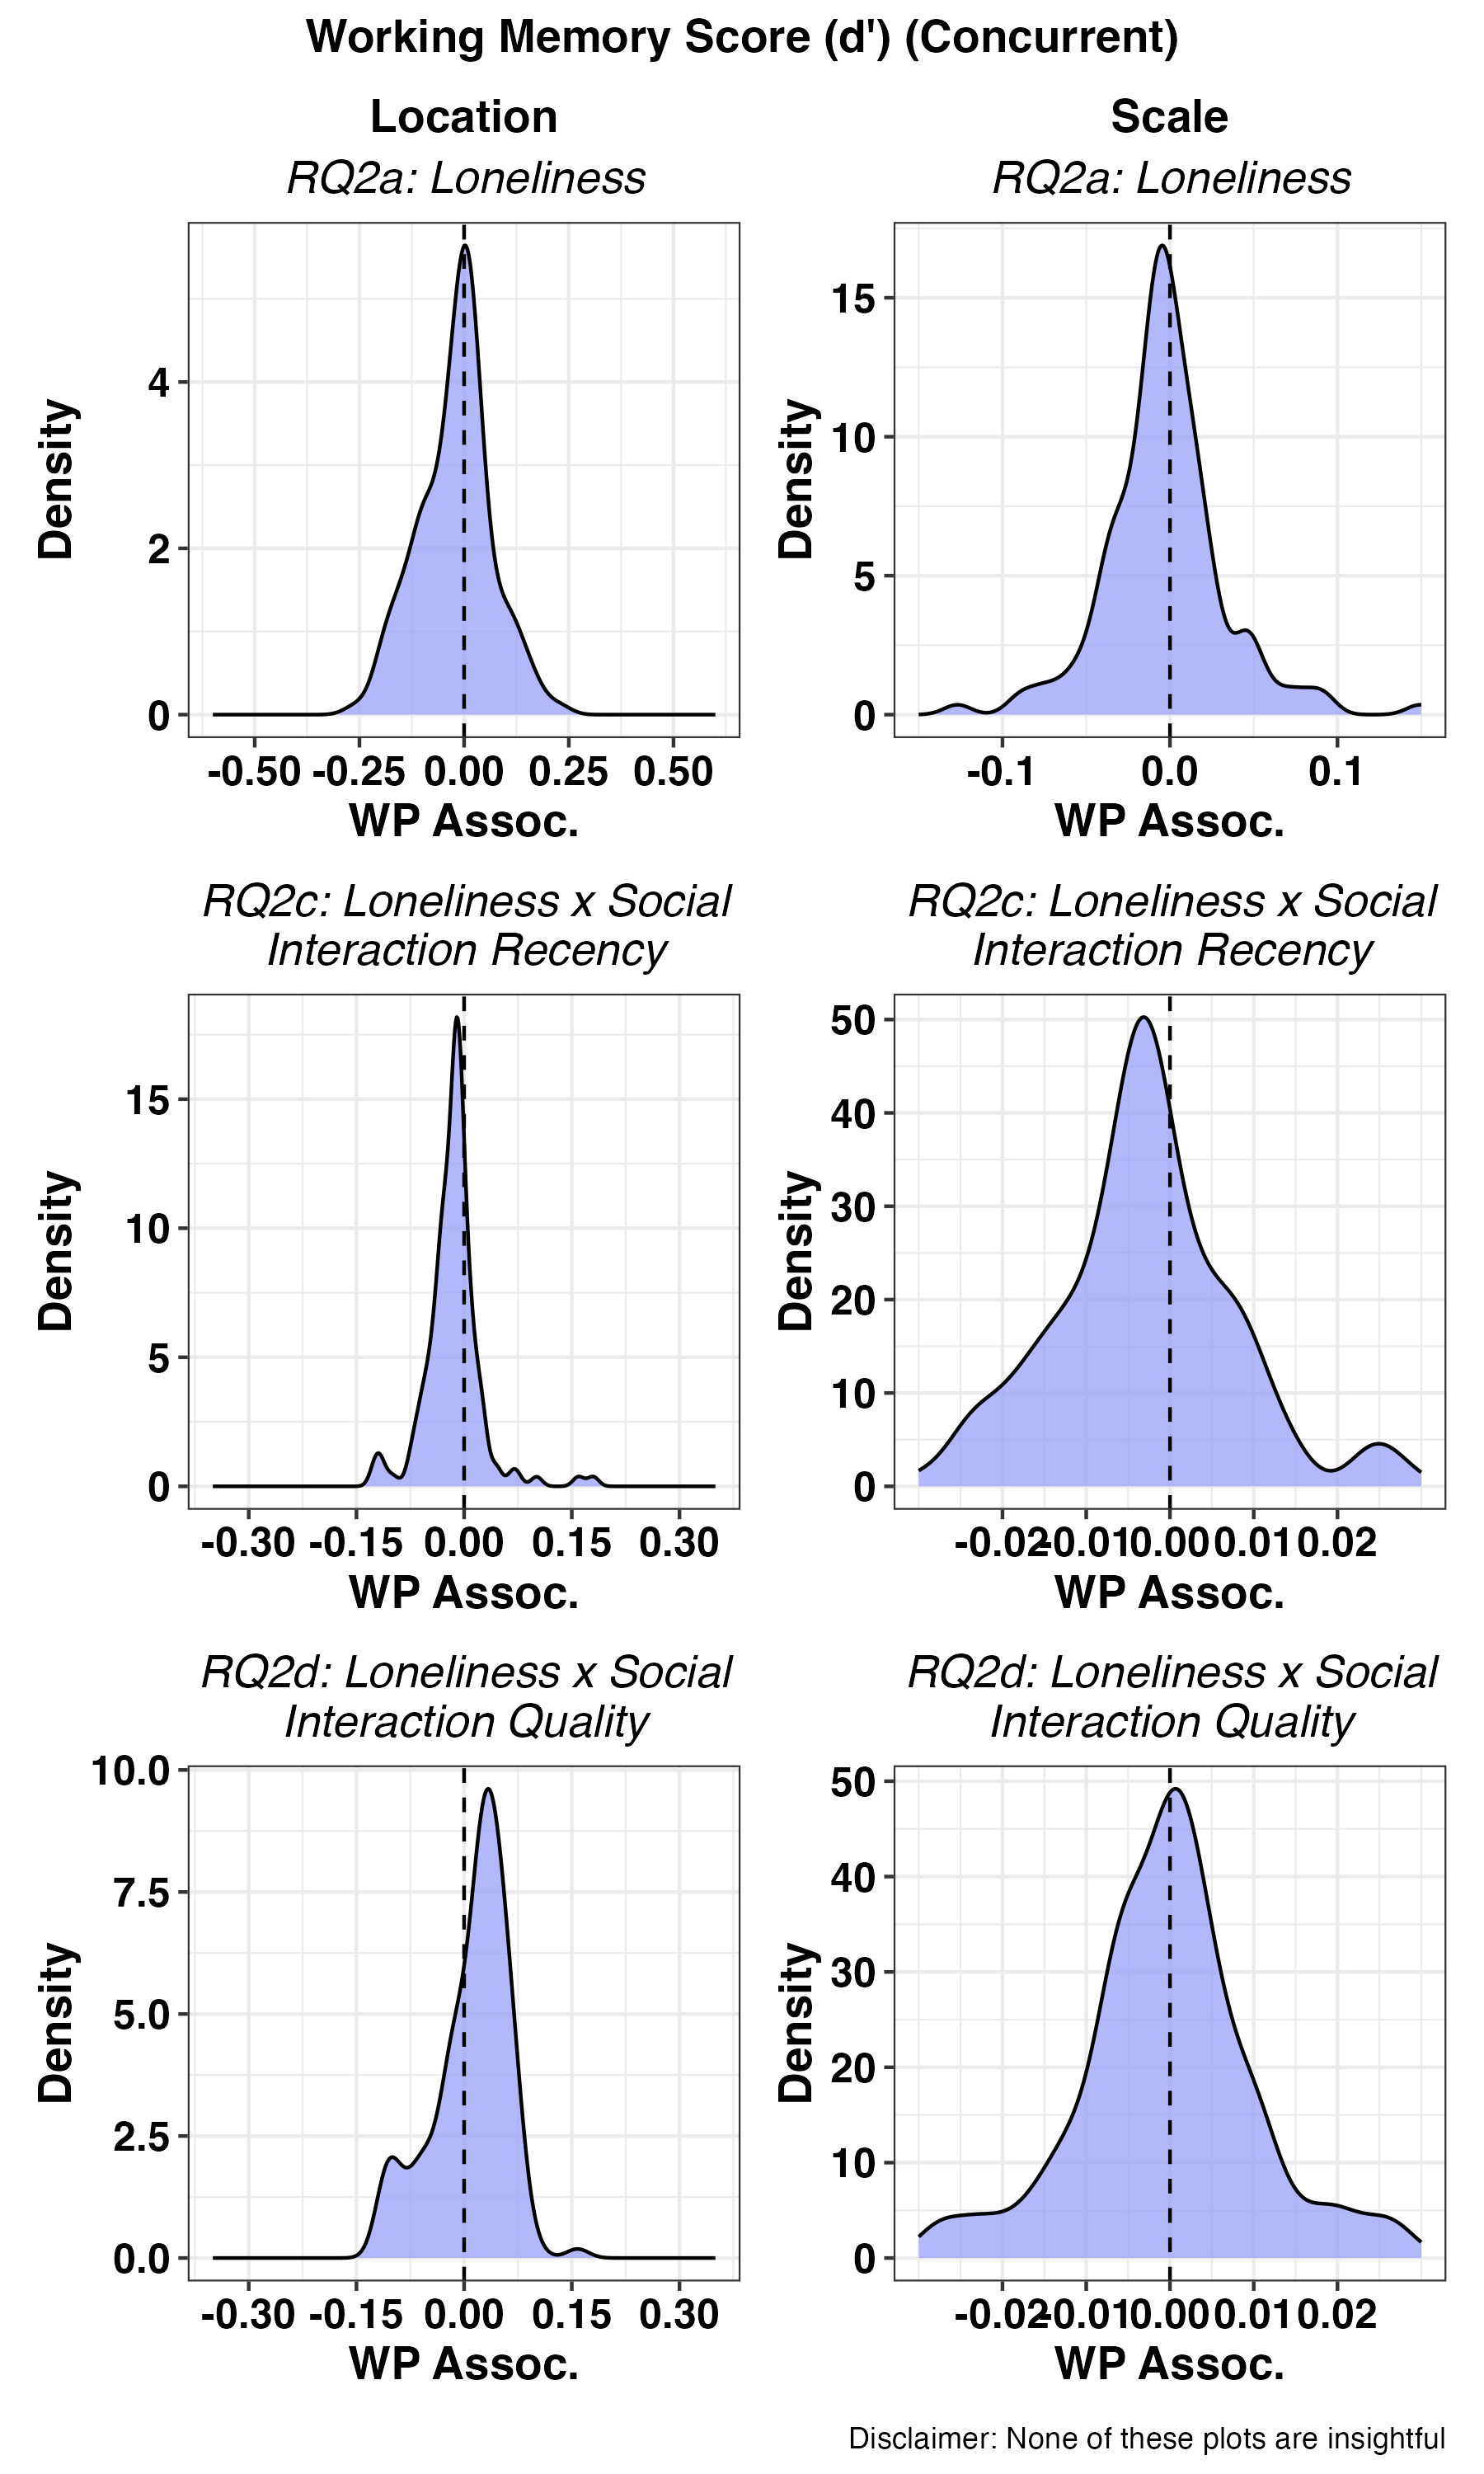 Working Memory Score (d') (Concurrent)
Location
Scale
RQ2a: Loneliness
Density
4
2
0
-0.50 -0.25 0.00 0.25 0.50
WP Assoc.
RQ2a: Loneliness
Density
15
10
5
0
-0.1 0.0 0.1
WP Assoc.
RQ2c: Loneliness x Social
Interaction Recency
Density
15
10
5
0
-0.30 -0.15 0.00 0.15 0.30
WP Assoc.
RQ2c: Loneliness x Social
Interaction Recency
Density
50
40
30
20
10
0
-0.02 -0.01 0.00 0.01 0.02
WP Assoc.
RQ2d: Loneliness x Social
Interaction Quality
Density
10.0
7.5
5.0
2.5
0.0
-0.30 -0.15 0.00 0.15 0.30
WP Assoc.
RQ2d: Loneliness x Social
Interaction Quality
Density
50
40
30
20
10
0
-0.02 -0.01 0.00 0.01 0.02
WP Assoc.
Disclaimer: None of these plots are insightful